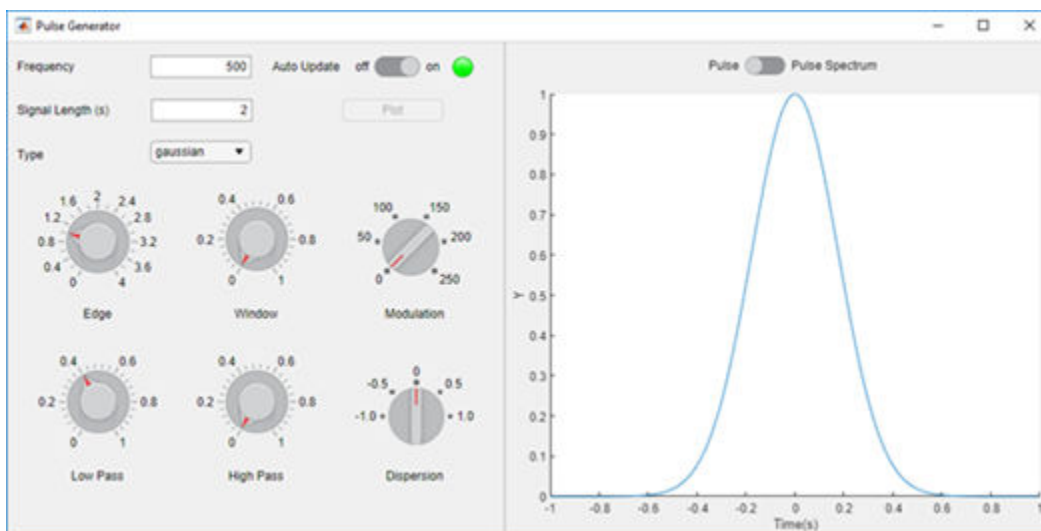 Pulse Generator
Frequency 500 Auto Update off on
Signal Length (s) 2 Plot
Type gaussian
0 0.4 0.8 1.2 1.6 2 2.4 2.8 3.2 3.6 4
Edge
0 0.2 0.4 0.6 0.8 1
Window
0 50 100 150 200 250
Modulation
0 0.2 0.4 0.6 0.8 1
Low Pass
0 0.2 0.4 0.6 0.8 1
High Pass
-1.0 -0.5 0 0.5 1.0
Dispersion
Pulse Pulse Spectrum
1
0.9
0.8
0.7
0.6
0.5
0.4
0.3
0.2
0.1
0
Y
-1 -0.8 -0.6 -0.4 -0.2 0 0.2 0.4 0.6 0.8 1
Time(s)